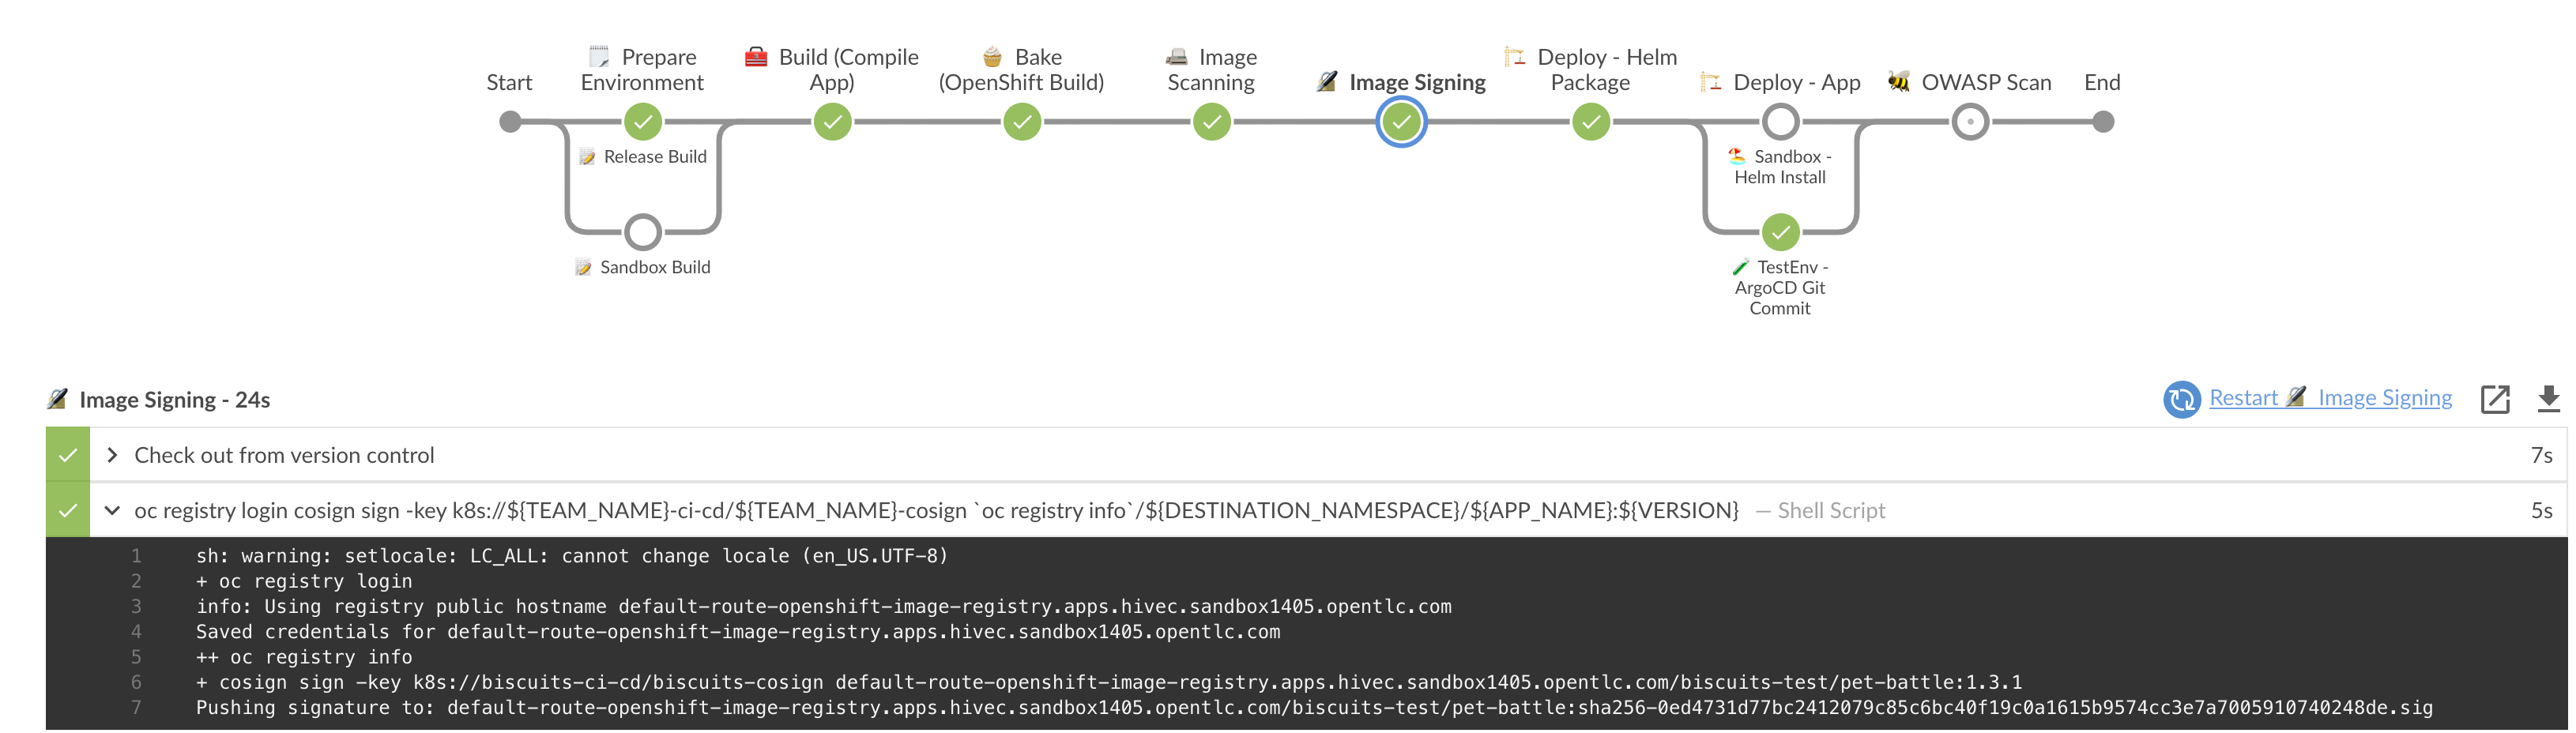 Start
Prepare
Environment
Build (Compile
App)
Bake
(OpenShift Build)
Image
Scanning
Image Signing
Deploy - Helm
Package
Deploy - App
OWASP Scan
End
Release Build
Sandbox Build
Sandbox -
Helm Install
TestEnv -
ArgoCD Git
Commit
Image Signing - 24s
Restart Image Signing
Check out from version control 7s
oc registry login cosign sign -key k8s://${TEAM_NAME}-ci-cd/${TEAM_NAME}-cosign `oc registry info`/${DESTINATION_NAMESPACE}/${APP_NAME}:${VERSION} — Shell Script 5s
1 sh: warning: setlocale: LC_ALL: cannot change locale (en_US.UTF-8)
2 + oc registry login
3 info: Using registry public hostname default-route-openshift-image-registry.apps.hivec.sandbox1405.opentlc.com
4 Saved credentials for default-route-openshift-image-registry.apps.hivec.sandbox1405.opentlc.com
5 ++ oc registry info
6 + cosign sign -key k8s://biscuits-ci-cd/biscuits-cosign default-route-openshift-image-registry.apps.hivec.sandbox1405.opentlc.com/biscuits-test/pet-battle:1.3.1
7 Pushing signature to: default-route-openshift-image-registry.apps.hivec.sandbox1405.opentlc.com/biscuits-test/pet-battle:sha256-0ed4731d77bc2412079c85c6bc40f19c0a1615b9574cc3e7a7005910740248de.sig